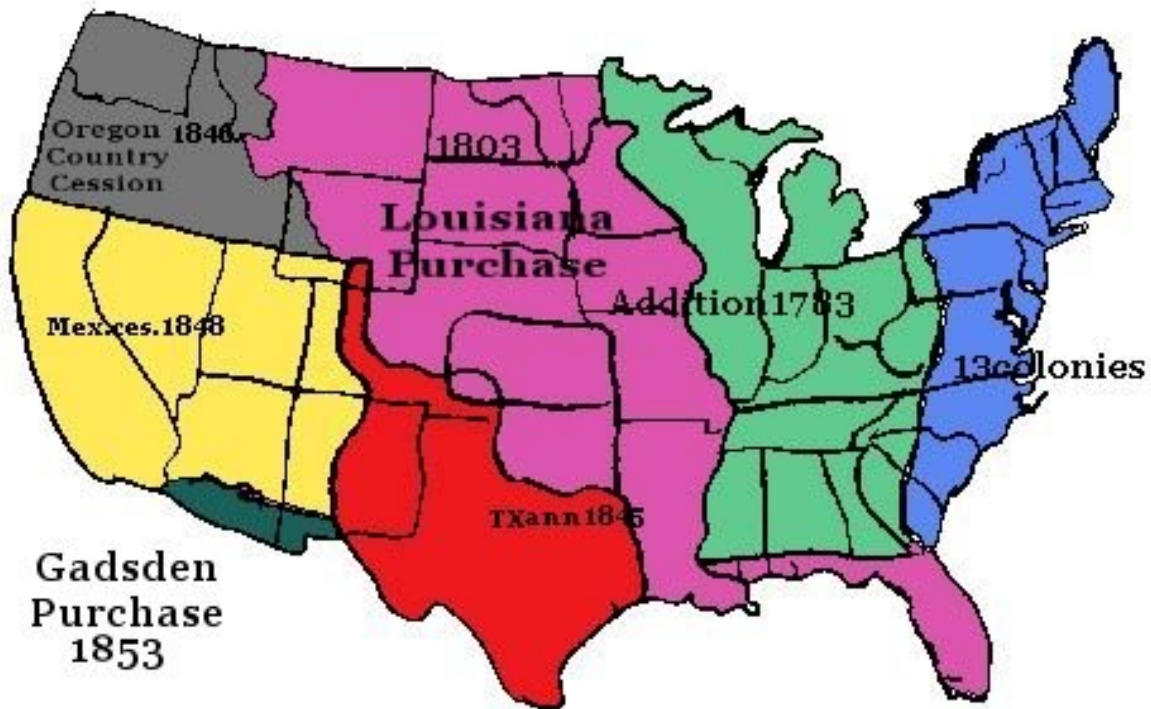 Oregon 1846
Country
Cession
1803
Louisiana
Purchase
Mex.ces.1848
Addition1783
13colonies
TXann1845
Gadsden
Purchase
1853